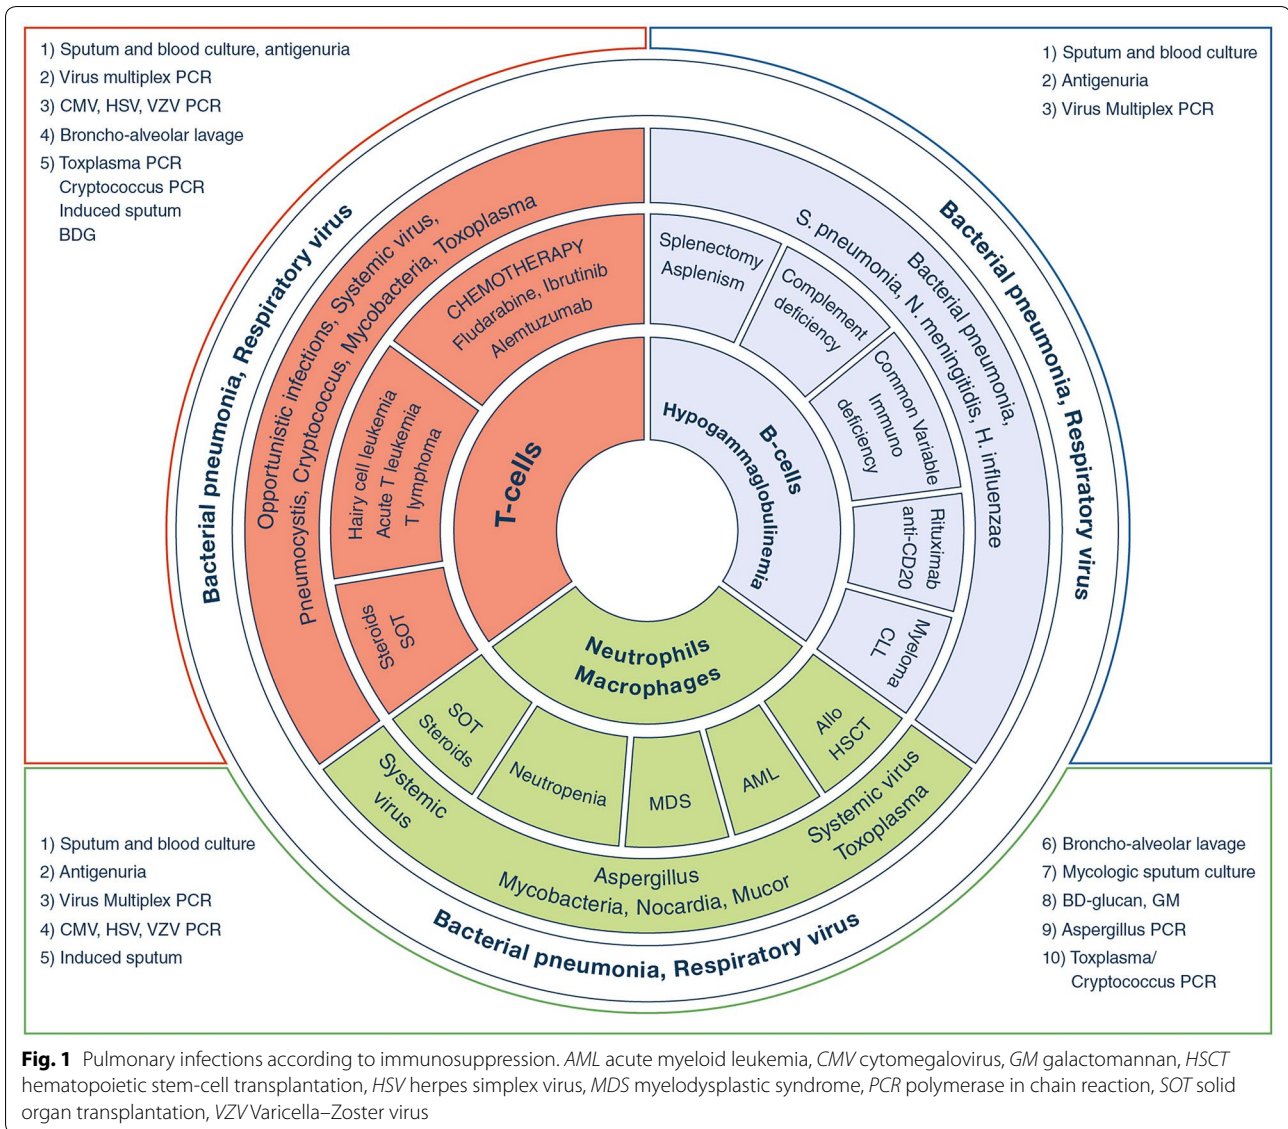 1) Sputum and blood culture, antigenuria
2) Virus multiplex PCR
3) CMV, HSV, VZV PCR
4) Broncho-alveolar lavage
5) Toxplasma PCR
Cryptococcus PCR
Induced sputum
BDG
1) Sputum and blood culture
2) Antigenuria
3) Virus Multiplex PCR
Bacterial pneumonia, Respiratory virus
Opportunistic infections, Systemic virus,
Pneumocystis, Cryptococcus, Mycobacteria, Toxoplasma
CHEMOTHERAPY
Fludarabine, Ibrutinib
Alemtuzumab
Hairy cell leukemia
Acute T leukemia
T lymphoma
Steroids
SOT
T-cells
Bacterial pneumonia, Respiratory virus
Bacterial pneumonia,
S. pneumonia, N. meningitidis, H. influenzae
Splenectomy
Asplenism
Complement
deficiency
Common Variable
Immuno
deficiency
Rituximab
anti-CD20
Myeloma
CLL
B-cells
Hypogammaglobulinemia
Neutrophils
Macrophages
SOT
Steroids
Neutropenia
MDS
AML
Allo
HSCT
Systemic
virus
Aspergillus
Mycobacteria, Nocardia, Mucor
Systemic virus
Toxoplasma
Bacterial pneumonia, Respiratory virus
1) Sputum and blood culture
2) Antigenuria
3) Virus Multiplex PCR
4) CMV, HSV, VZV PCR
5) Induced sputum
6) Broncho-alveolar lavage
7) Mycologic sputum culture
8) BD-glucan, GM
9) Aspergillus PCR
10) Toxplasma/
Cryptococcus PCR
Fig. 1 Pulmonary infections according to immunosuppression. AML acute myeloid leukemia, CMV cytomegalovirus, GM galactomannan, HSCT
hematopoietic stem-cell transplantation, HSV herpes simplex virus, MDS myelodysplastic syndrome, PCR polymerase in chain reaction, SOT solid
organ transplantation, VZV Varicella–Zoster virus